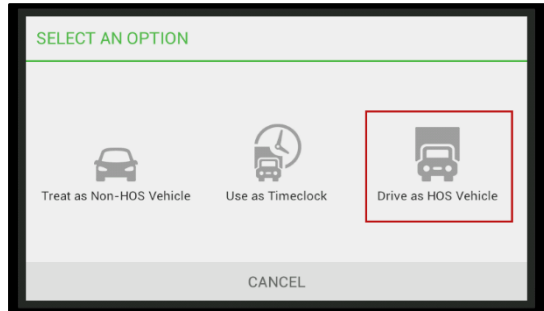 SELECT AN OPTION
Treat as Non-HOS Vehicle
Use as Timeclock
Drive as HOS Vehicle
CANCEL